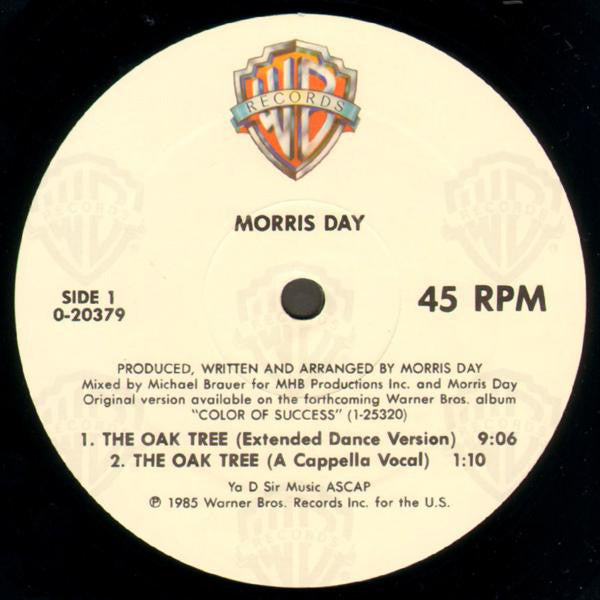 WB
RECORDS
MORRIS DAY
SIDE 1
0-20379
45 RPM
PRODUCED, WRITTEN AND ARRANGED BY MORRIS DAY
Mixed by Michael Brauer for MHB Productions Inc. and Morris Day
Original version available on the forthcoming Warner Bros. album
"COLOR OF SUCCESS" (1-25320)
1. THE OAK TREE (Extended Dance Version) 9:06
2. THE OAK TREE (A Cappella Vocal) 1:10
Ya D Sir Music ASCAP
℗ 1985 Warner Bros. Records Inc. for the U.S.